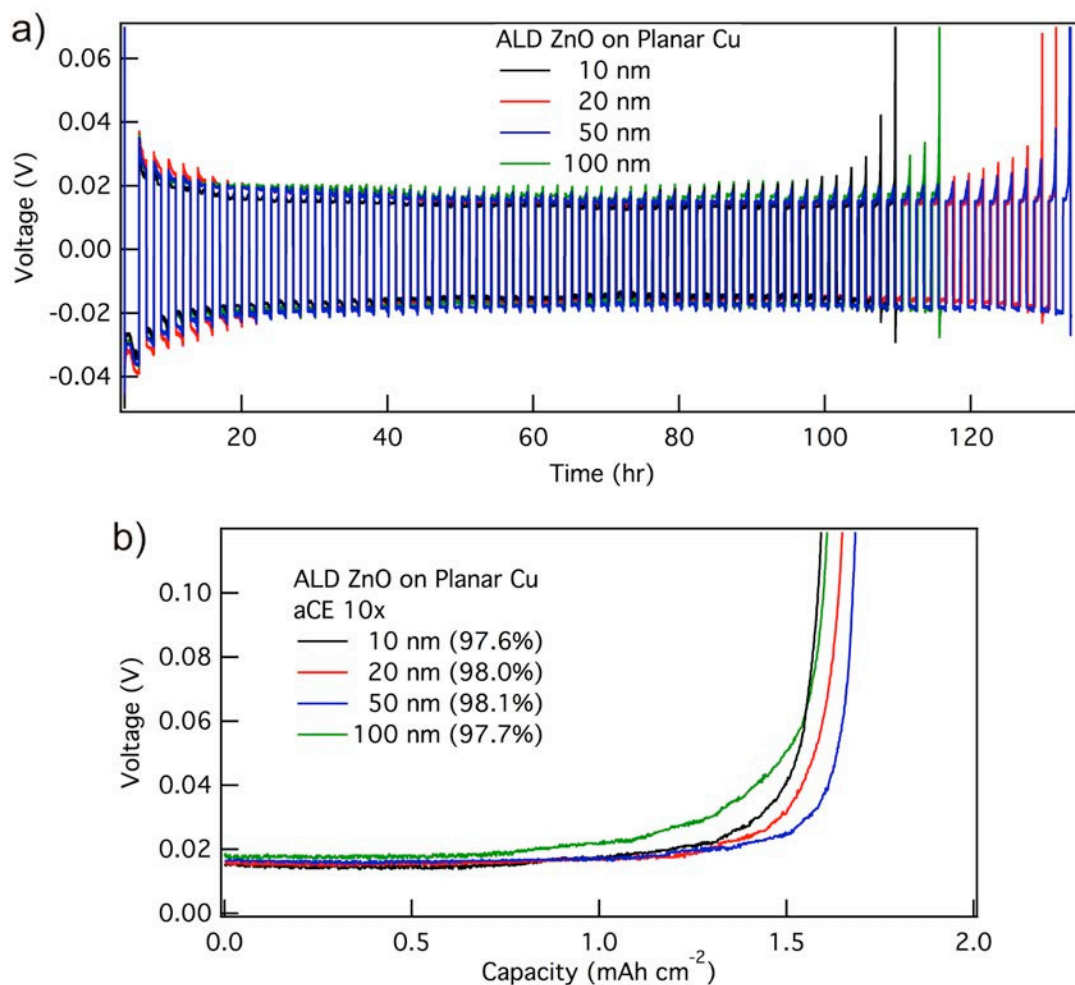 a)
0.06
0.04
0.02
0.00
-0.02
-0.04
Voltage (V)
ALD ZnO on Planar Cu
10 nm
20 nm
50 nm
100 nm
20
40
60
80
100
120
Time (hr)
b)
0.10
0.08
0.06
0.04
0.02
0.00
Voltage (V)
ALD ZnO on Planar Cu
aCE 10x
10 nm (97.6%)
20 nm (98.0%)
50 nm (98.1%)
100 nm (97.7%)
0.0
0.5
1.0
1.5
2.0
Capacity (mAh cm⁻²)